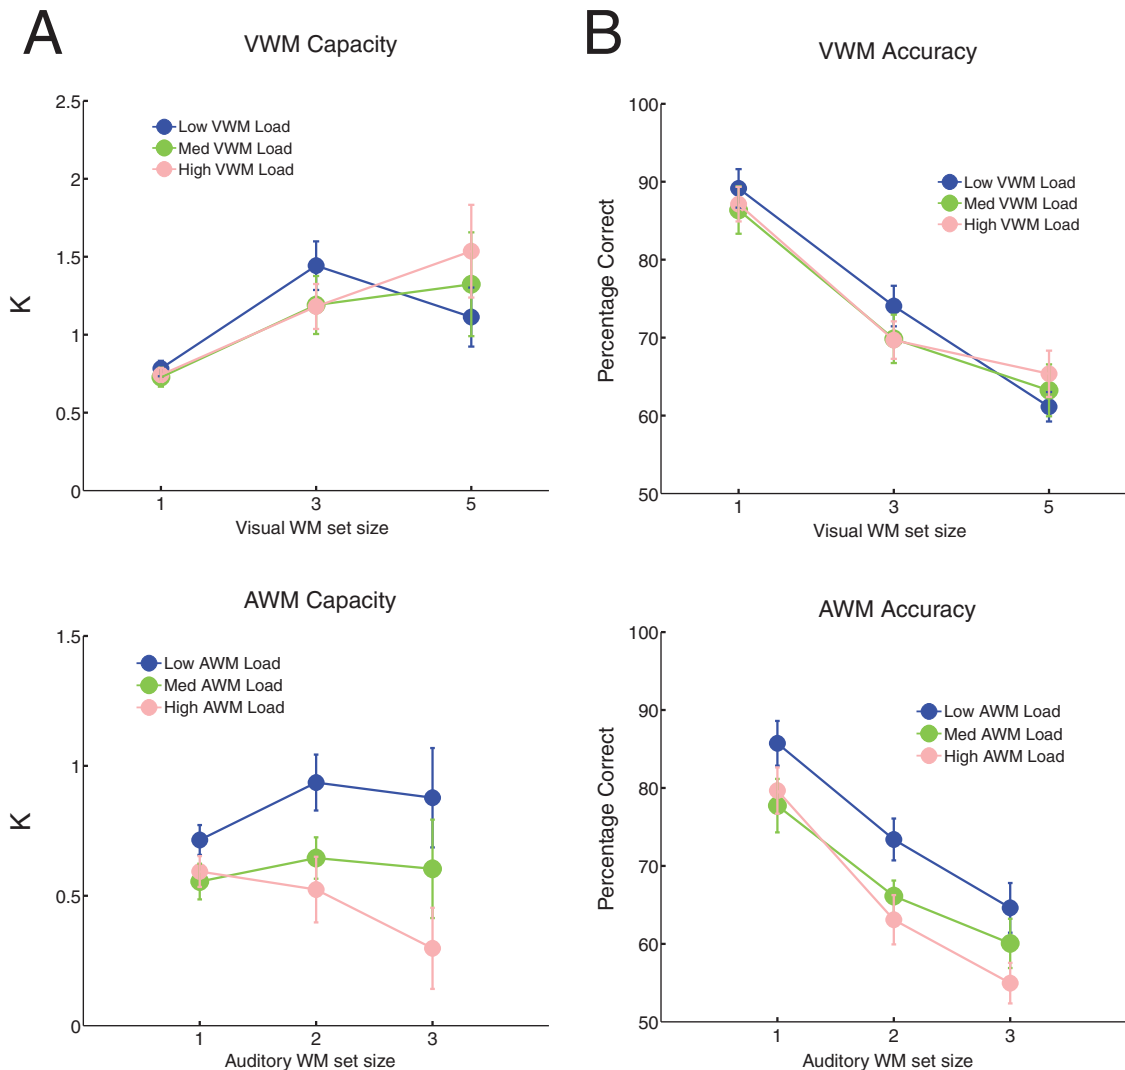 A
VWM Capacity
2.5
2
1.5
1
0.5
0
K
Low VWM Load
Med VWM Load
High VWM Load
1 3 5
Visual WM set size
B
VWM Accuracy
100
90
80
70
60
50
Percentage Correct
Low VWM Load
Med VWM Load
High VWM Load
1 3 5
Visual WM set size
AWM Capacity
1.5
1
0.5
0
K
Low AWM Load
Med AWM Load
High AWM Load
1 2 3
Auditory WM set size
AWM Accuracy
100
90
80
70
60
50
Percentage Correct
Low AWM Load
Med AWM Load
High AWM Load
1 2 3
Auditory WM set size